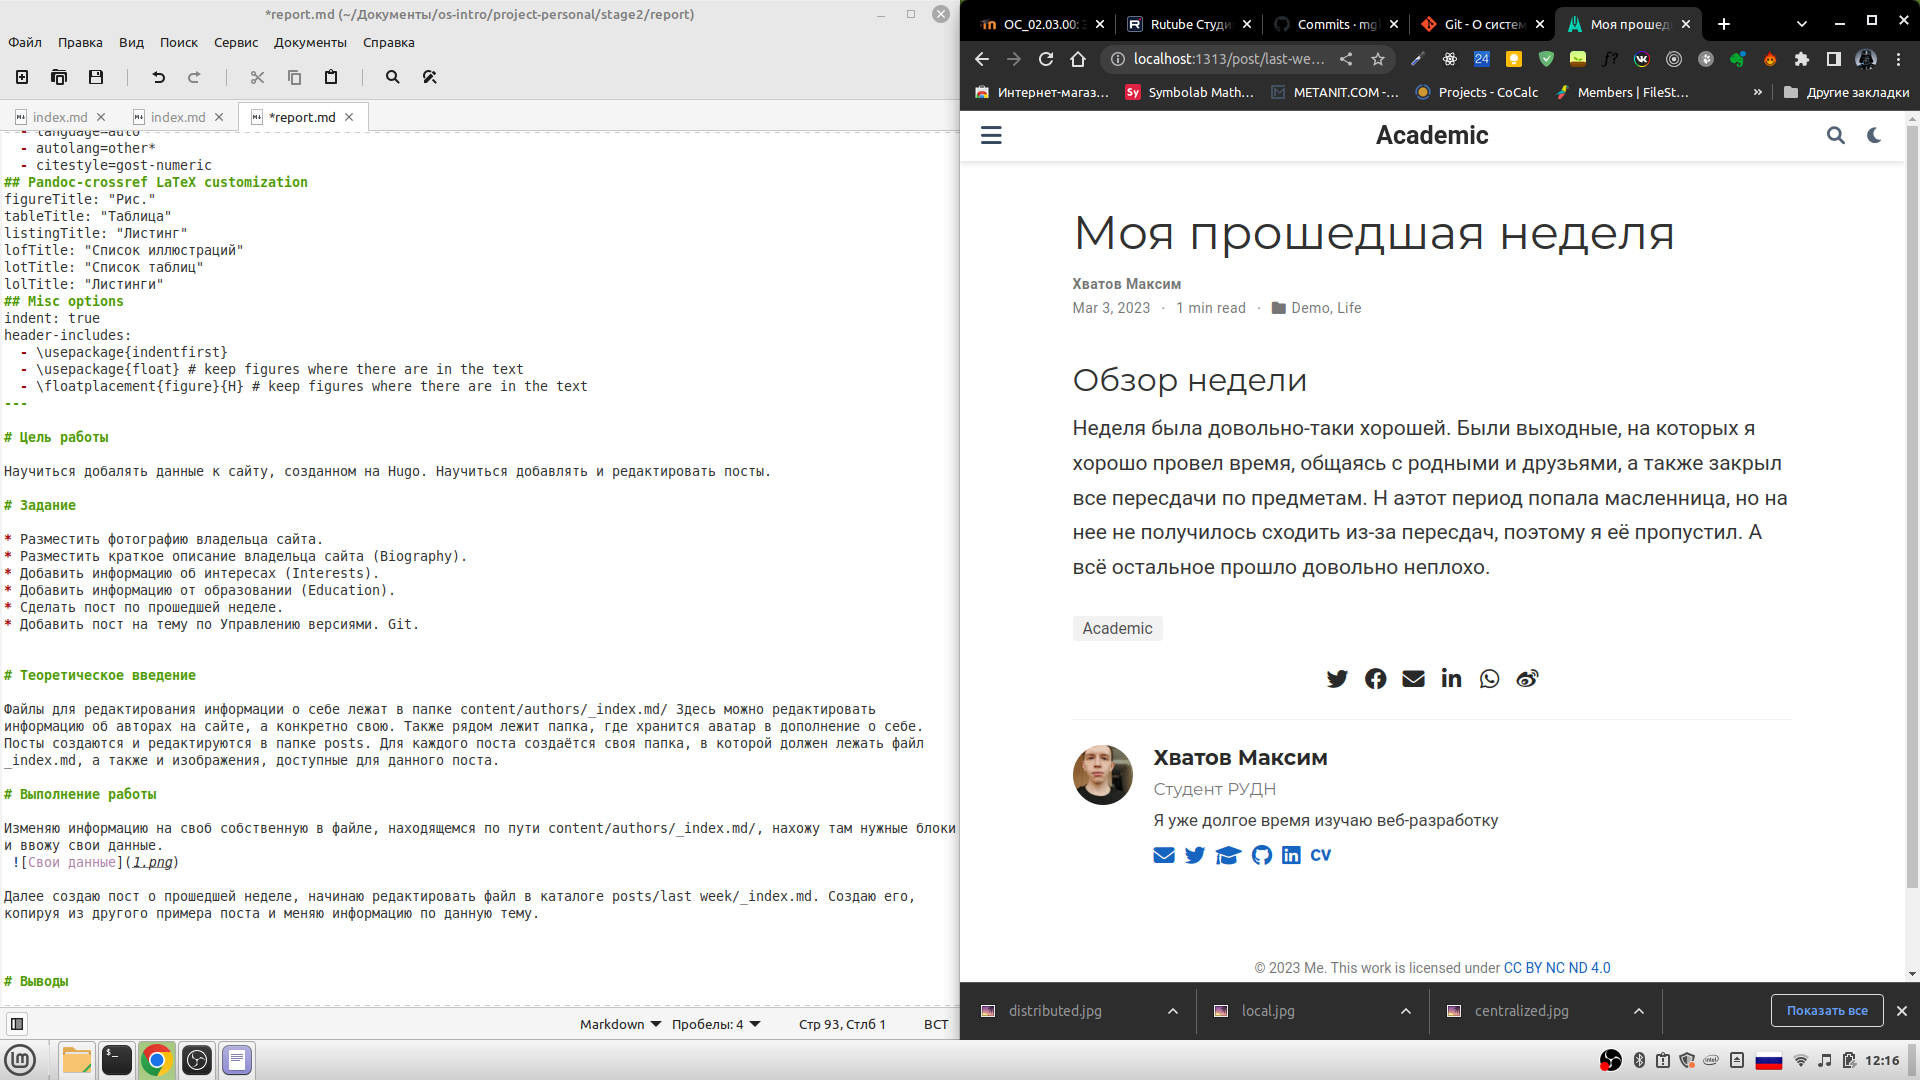 *report.md (~/Документы/os-intro/project-personal/stage2/report)
Файл Правка Вид Поиск Сервис Документы Справка
index.md
index.md
*report.md
- language=auto
- autolang=other*
- citestyle=gost-numeric
## Pandoc-crossref LaTeX customization
figureTitle: "Рис."
tableTitle: "Таблица"
listingTitle: "Листинг"
lofTitle: "Список иллюстраций"
lotTitle: "Список таблиц"
lolTitle: "Листинги"
## Misc options
indent: true
header-includes:
- \usepackage{indentfirst}
- \usepackage{float} # keep figures where there are in the text
- \floatplacement{figure}{H} # keep figures where there are in the text
---
# Цель работы
Научиться добалять данные к сайту, созданном на Hugo. Научиться добавлять и редактировать посты.
# Задание
* Разместить фотографию владельца сайта.
* Разместить краткое описание владельца сайта (Biography).
* Добавить информацию об интересах (Interests).
* Добавить информацию от образовании (Education).
* Сделать пост по прошедшей неделе.
* Добавить пост на тему по Управлению версиями. Git.
# Теоретическое введение
Файлы для редактирования информации о себе лежат в папке content/authors/_index.md/ Здесь можно редактировать
информацию об авторах на сайте, а конкретно свою. Также рядом лежит папка, где хранится аватар в дополнение о себе.
Посты создаются и редактируются в папке posts. Для каждого поста создаётся своя папка, в которой должен лежать файл
_index.md, а также и изображения, доступные для данного поста.
# Выполнение работы
Изменяю информацию на своб собственную в файле, находящемся по пути content/authors/_index.md/, нахожу там нужные блоки
и ввожу свои данные.
![Свои данные](1.png)
Далее создаю пост о прошедшей неделе, начинаю редактировать файл в каталоге posts/last week/_index.md. Создаю его,
копируя из другого примера поста и меняю информацию по данную тему.
# Выводы
Markdown Пробелы: 4 Стр 93, Стлб 1 ВСТ
ОС_02.03.00:
Rutube Студи
Commits · mg
Git - О систем
Моя прошед
localhost:1313/post/last-we...
24
f?
Интернет-магаз...
Sy Symbolab Math...
METANIT.COM -...
Projects - CoCalc
Members | FileSt...
»
Другие закладки
Academic
Моя прошедшая неделя
Хватов Максим
Mar 3, 2023 · 1 min read · Demo, Life
Обзор недели
Неделя была довольно-таки хорошей. Были выходные, на которых я
хорошо провел время, общаясь с родными и друзьями, а также закрыл
все пересдачи по предметам. Н аэтот период попала масленница, но на
нее не получилось сходить из-за пересдач, поэтому я её пропустил. А
всё остальное прошло довольно неплохо.
Academic
Хватов Максим
Студент РУДН
Я уже долгое время изучаю веб-разработку
CV
© 2023 Me. This work is licensed under CC BY NC ND 4.0
distributed.jpg
local.jpg
centralized.jpg
Показать все
12:16